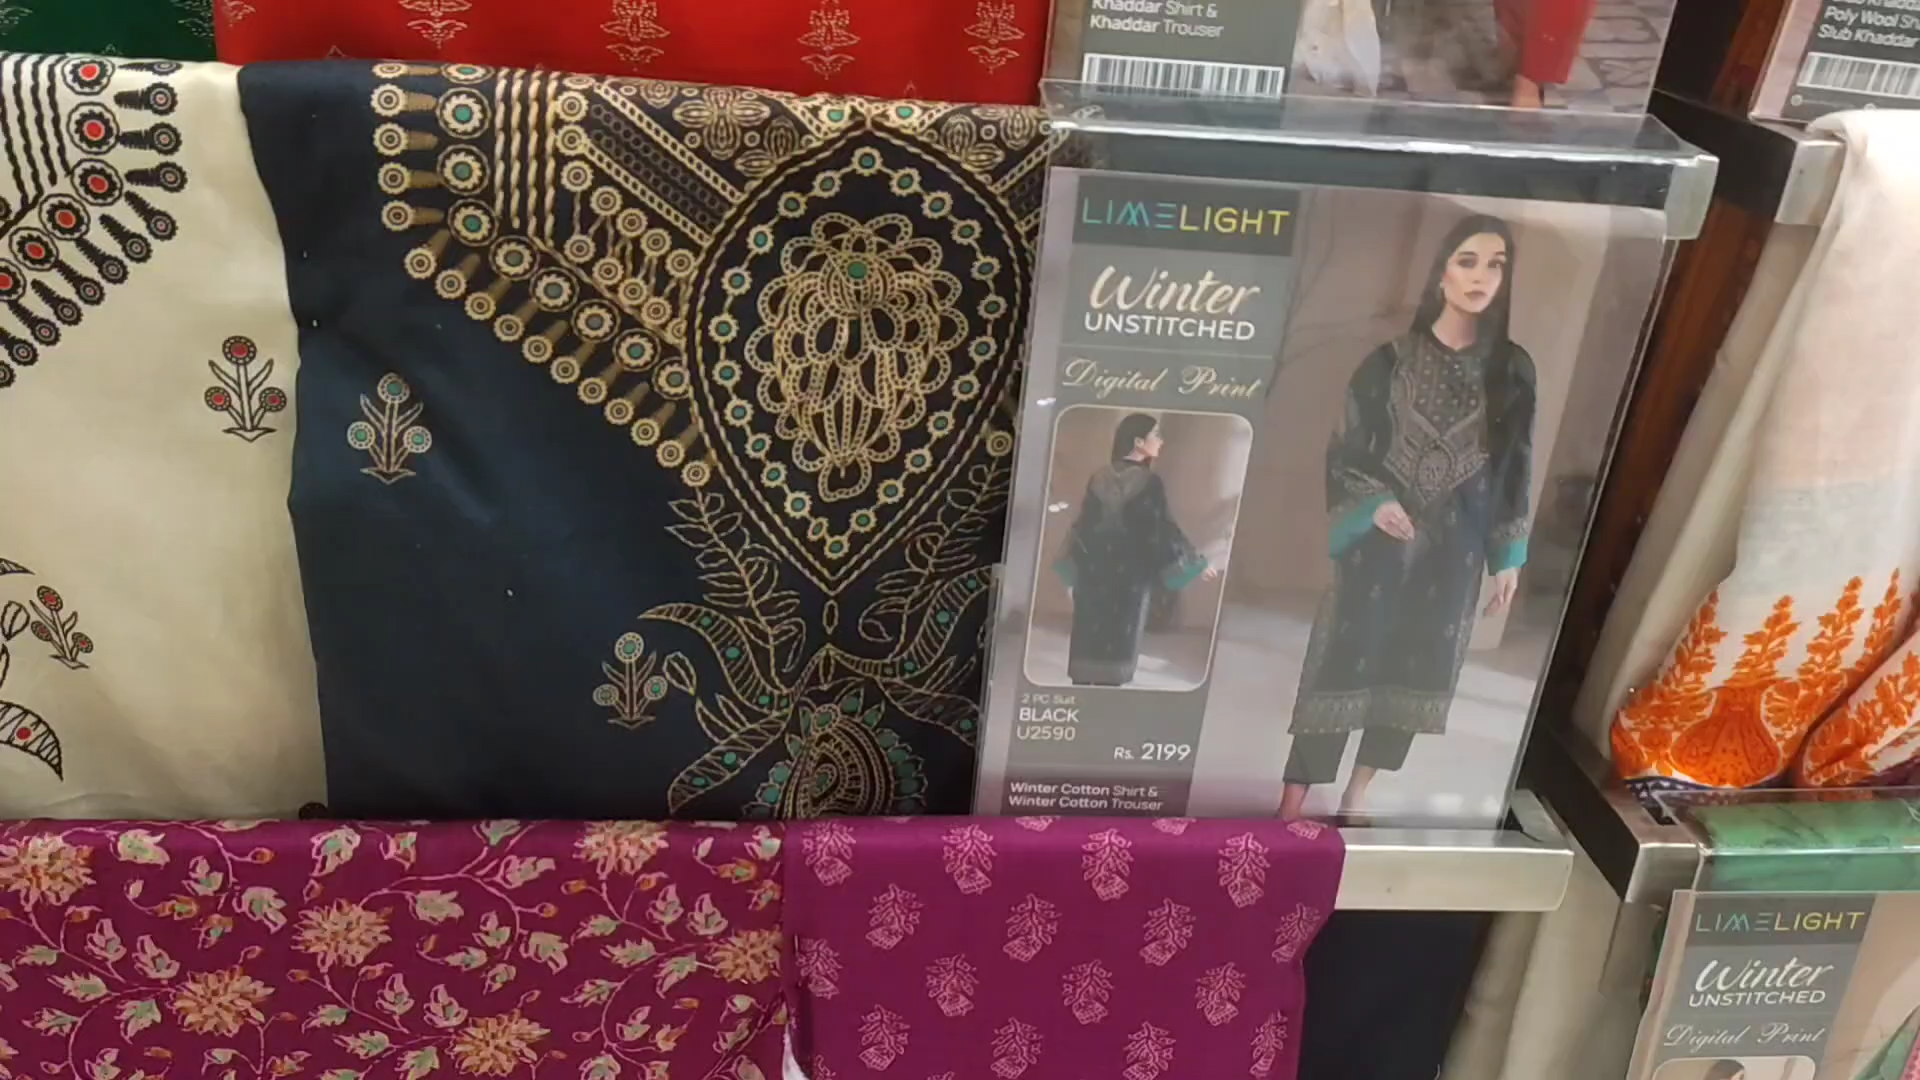 Khaddar Shirt &
Khaddar Trouser
Poly Wool
Slub Khaddar
LIMELIGHT
Winter
UNSTITCHED
Digital Print
2 PC Suit
BLACK
U2590
Rs. 2199
Winter Cotton Shirt &
Winter Cotton Trouser
LIMELIGHT
Winter
UNSTITCHED
Digital Print